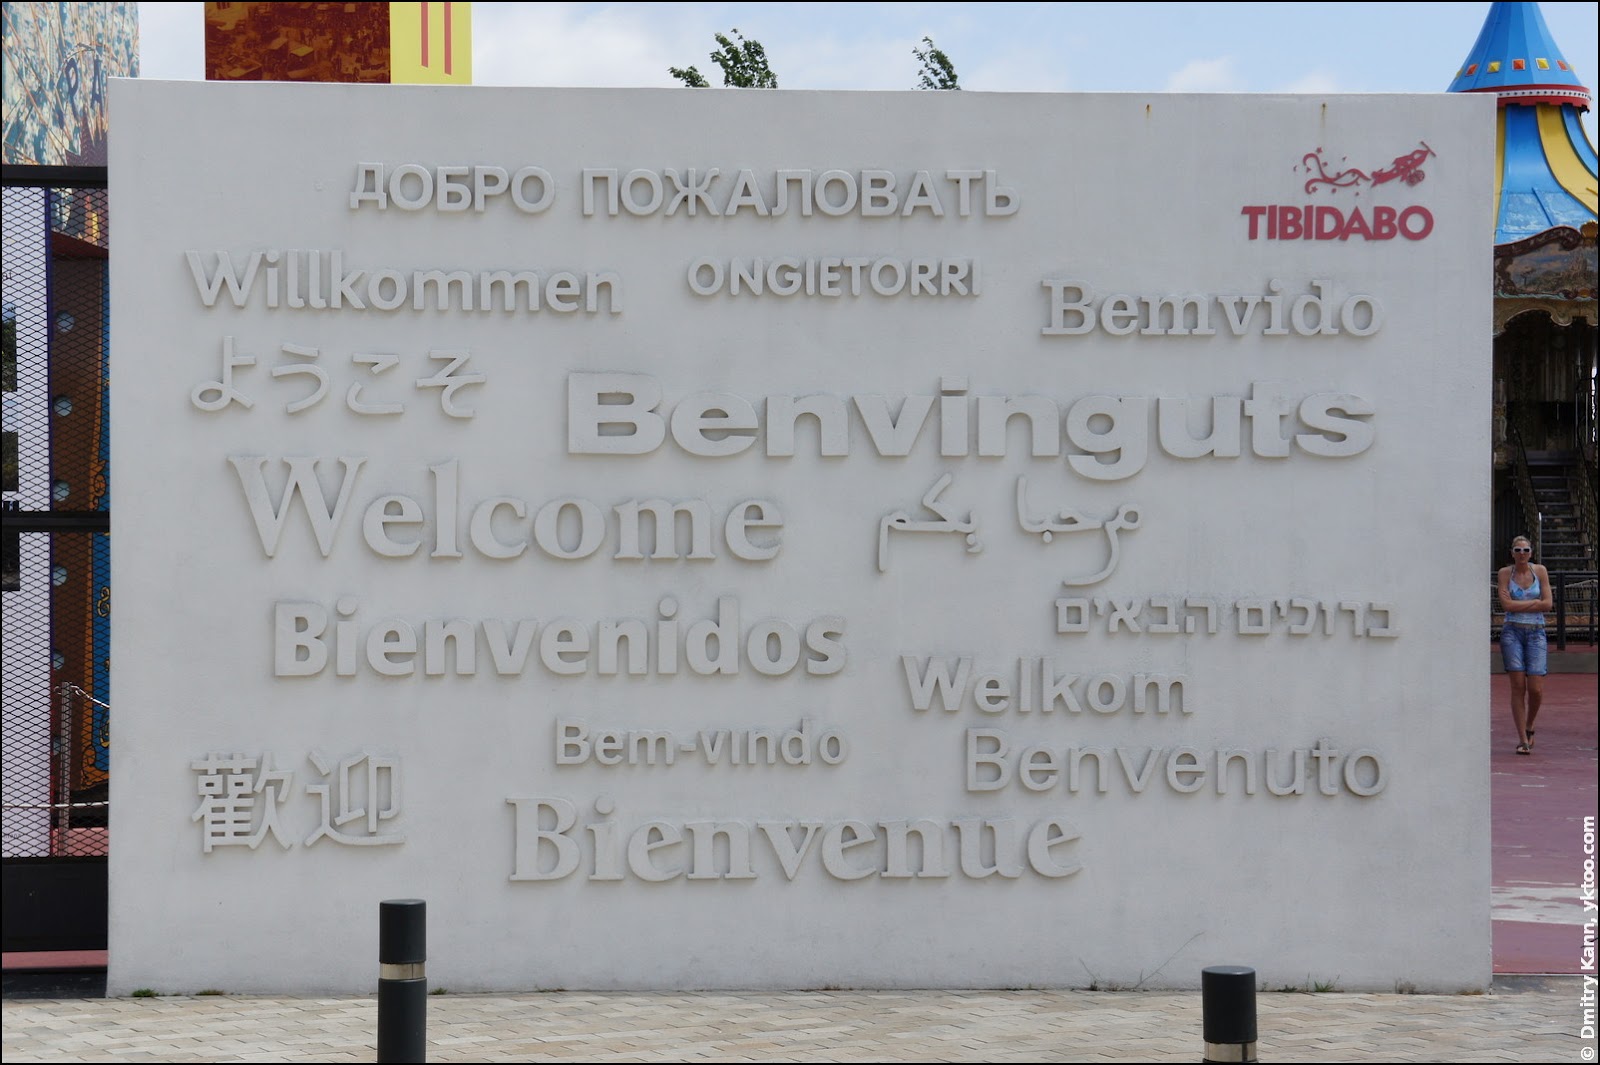 ДОБРО ПОЖАЛОВАТЬ
TIBIDABO
Willkommen
ONGIETORRI
Bemvido
ようこそ
Benvinguts
Welcome
مرحبا بكم
Bienvenidos
ברוכים הבאים
Welkom
Bem-vindo
Benvenuto
歡迎
Bienvenue
© Dmitry Kann, yktoo.com